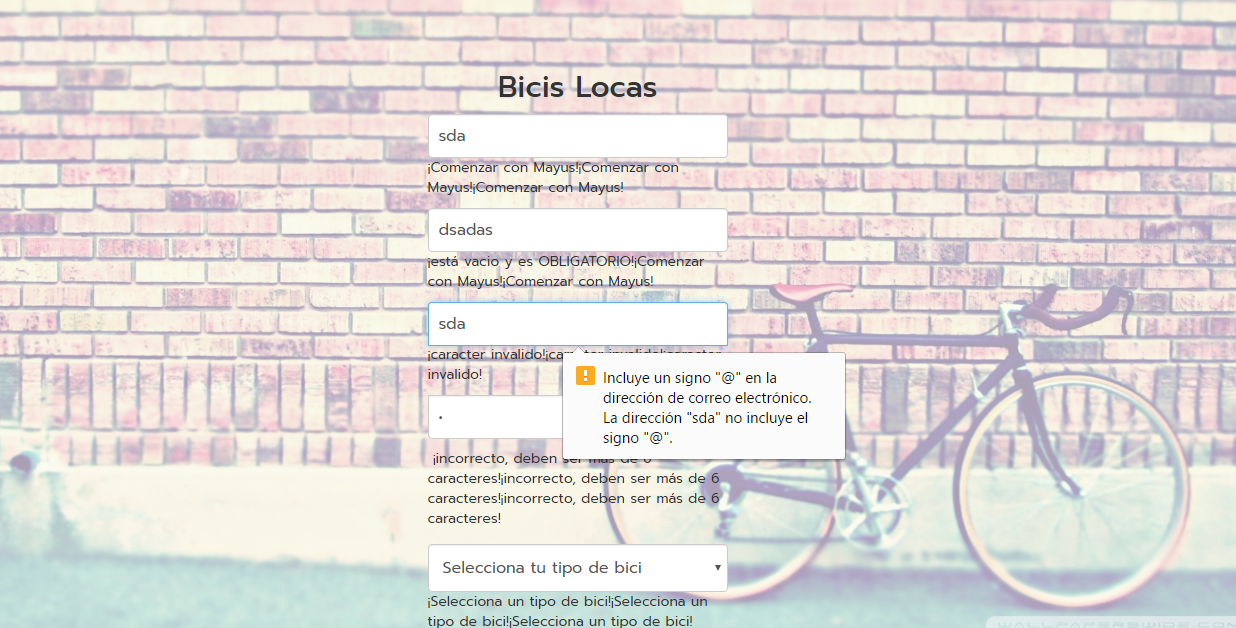 Bicis Locas
sda
¡Comenzar con Mayus!¡Comenzar con
Mayus!¡Comenzar con Mayus!
dsadas
¡está vacio y es OBLIGATORIO!¡Comenzar
con Mayus!¡Comenzar con Mayus!
sda
¡caracter invalido!¡caracter invalido!¡caracter
invalido!
Incluye un signo "@" en la
dirección de correo electrónico.
La dirección "sda" no incluye el
signo "@".
.
¡incorrecto, deben ser más de 6
caracteres!¡incorrecto, deben ser más de 6
caracteres!¡incorrecto, deben ser más de 6
caracteres!
Selecciona tu tipo de bici
¡Selecciona un tipo de bici!¡Selecciona un
tipo de bici!¡Selecciona un tipo de bici!
WALLPAPERSWIDE.COM